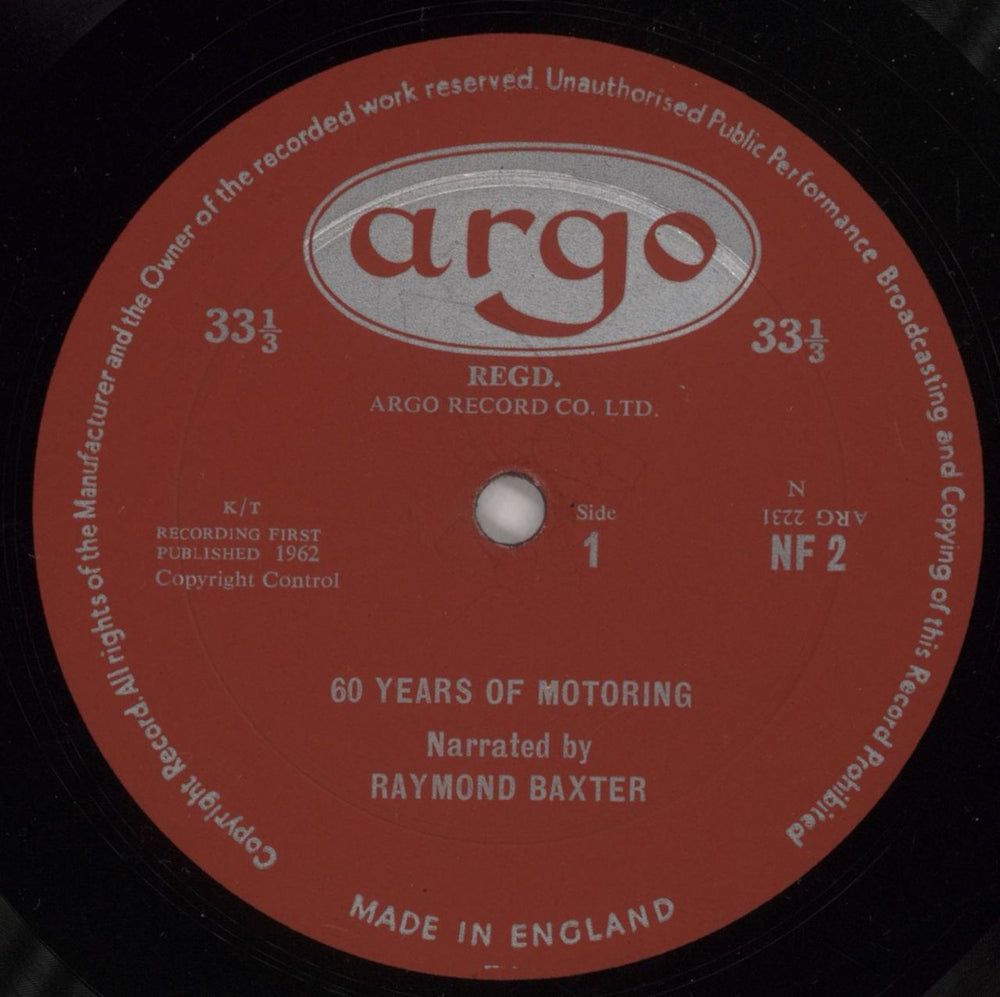 Copyright Record. All rights of the Manufacturer and the Owner of the recorded work reserved. Unauthorised Public Performance Broadcasting and Copying of this Record Prohibited
argo
33⅓
33⅓
REGD.
ARGO RECORD CO. LTD.
K/T
RECORDING FIRST
PUBLISHED 1962
Copyright Control
Side
1
N
ARG 2231
NF 2
60 YEARS OF MOTORING
Narrated by
RAYMOND BAXTER
MADE IN ENGLAND